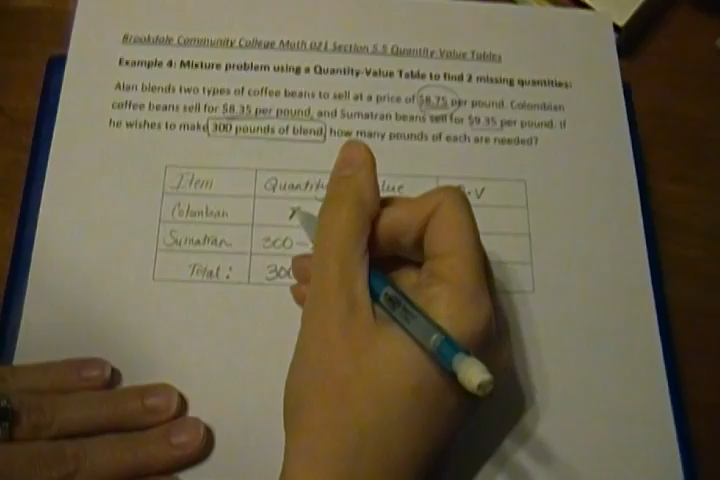 Brookdale Community College Math 021 Section 5.5 Quantity-Value Tables
Example 4: Mixture problem using a Quantity-Value Table to find 2 missing quantities:
Alan blends two types of coffee beans to sell at a price of $8.75 per pound. Colombian
coffee beans sell for $8.35 per pound, and Sumatran beans sell for $9.35 per pound. If
he wishes to make 300 pounds of blend, how many pounds of each are needed?
Item Quantity V
Colombian x
Sumatran 300 -
Total: 300